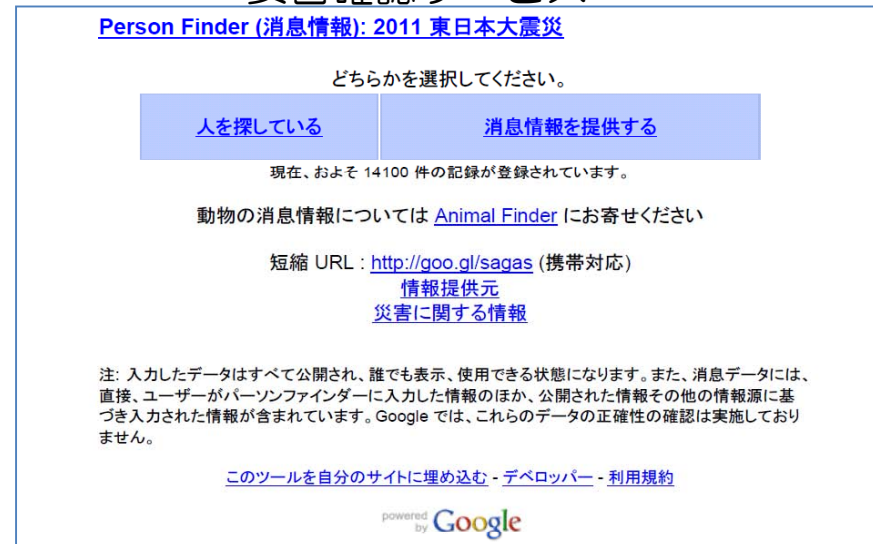 Person Finder (消息情報): 2011 東日本大震災
どちらかを選択してください。
人を探している 消息情報を提供する
現在、およそ 14100 件の記録が登録されています。
動物の消息情報については Animal Finder にお寄せください
短縮 URL : http://goo.gl/sagas (携帯対応)
情報提供元
災害に関する情報
注: 入力したデータはすべて公開され、誰でも表示、使用できる状態になります。また、消息データには、
直接、ユーザーがパーソンファインダーに入力した情報のほか、公開された情報その他の情報源に基
づき入力された情報が含まれています。Google では、これらのデータの正確性の確認は実施しており
ません。
このツールを自分のサイトに埋め込む - デベロッパー - 利用規約
powered by Google